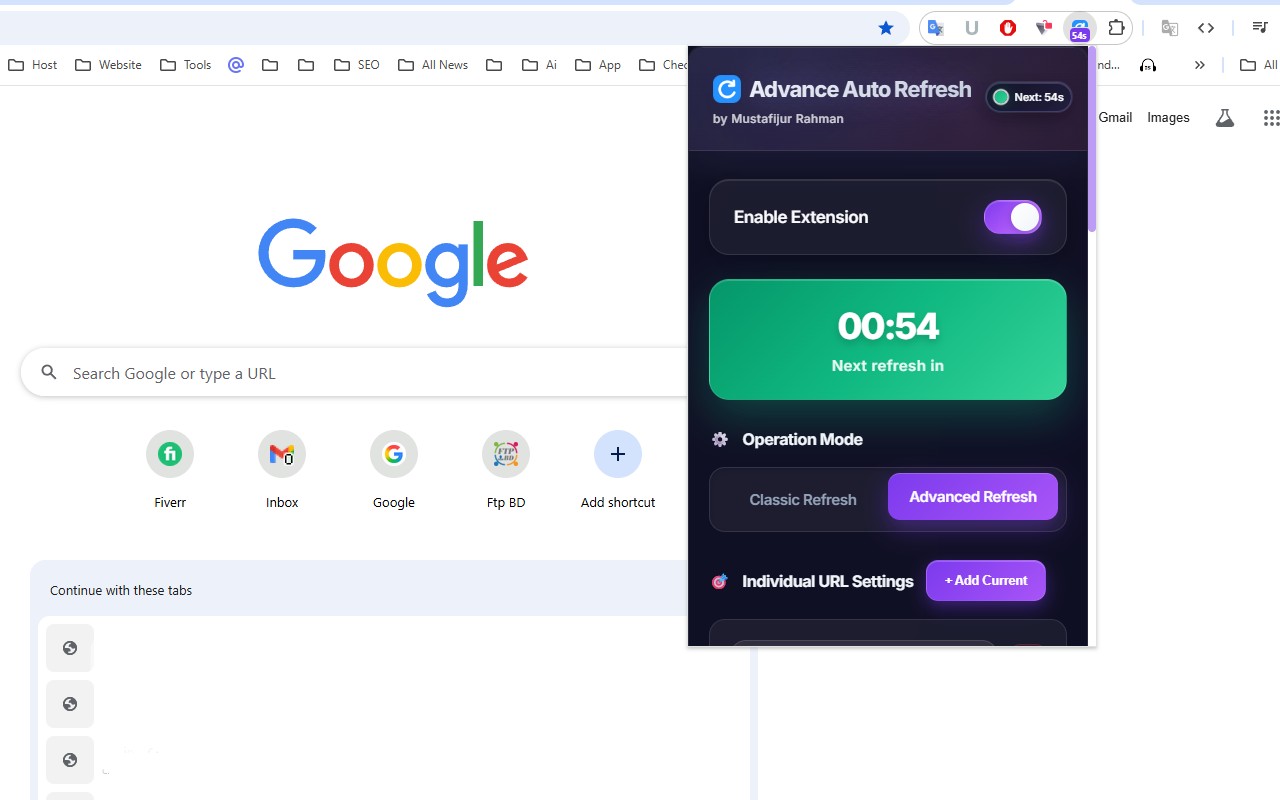 54s
Host
Website
Tools
SEO
All News
Ai
App
Chec
nd...
All
Advance Auto Refresh
Next: 54s
by Mustafijur Rahman
Gmail
Images
Enable Extension
Google
00:54
Next refresh in
Search Google or type a URL
Operation Mode
Classic Refresh
Advanced Refresh
Fiverr
Inbox
Google
Ftp BD
Add shortcut
Individual URL Settings
+ Add Current
Continue with these tabs